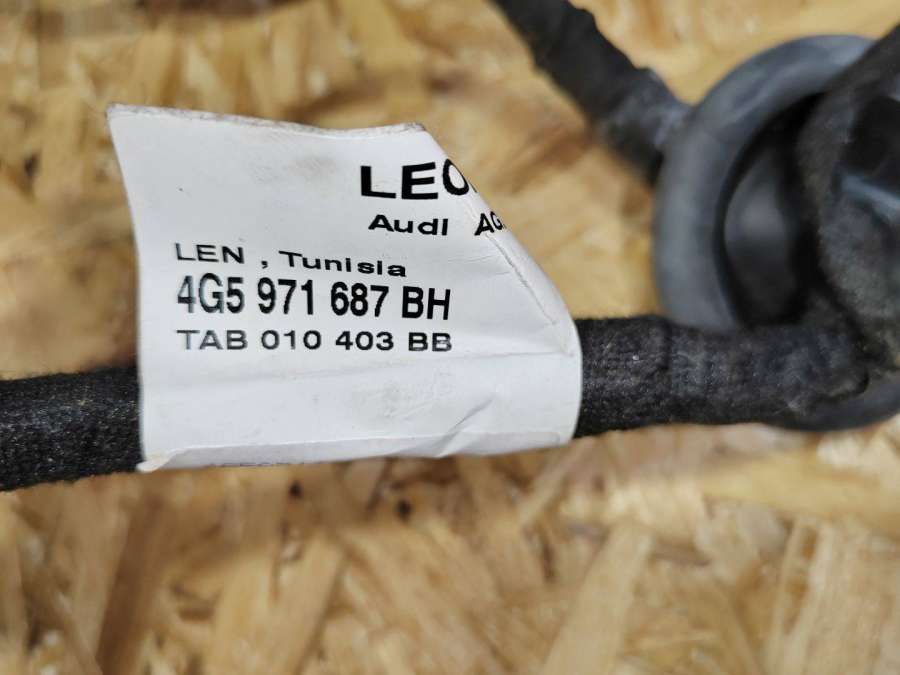 LEO
Audi AG
LEN , Tunisia
4G5 971 687 BH
TAB 010 403 BB